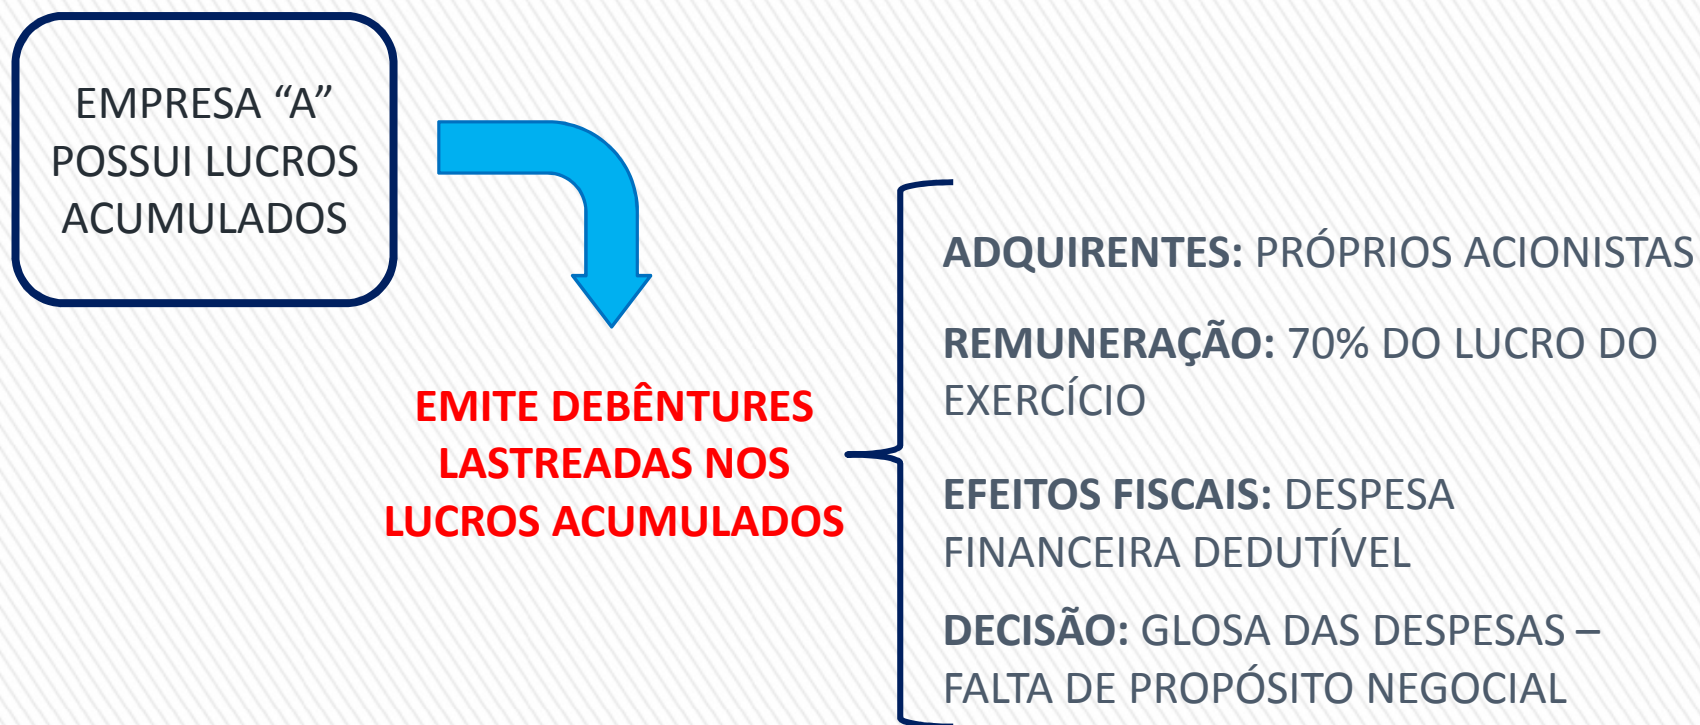 EMPRESA “A”
POSSUI LUCROS
ACUMULADOS
EMITE DEBÊNTURES
LASTREADAS NOS
LUCROS ACUMULADOS
ADQUIRENTES: PRÓPRIOS ACIONISTAS
REMUNERAÇÃO: 70% DO LUCRO DO
EXERCÍCIO
EFEITOS FISCAIS: DESPESA
FINANCEIRA DEDUTÍVEL
DECISÃO: GLOSA DAS DESPESAS –
FALTA DE PROPÓSITO NEGOCIAL